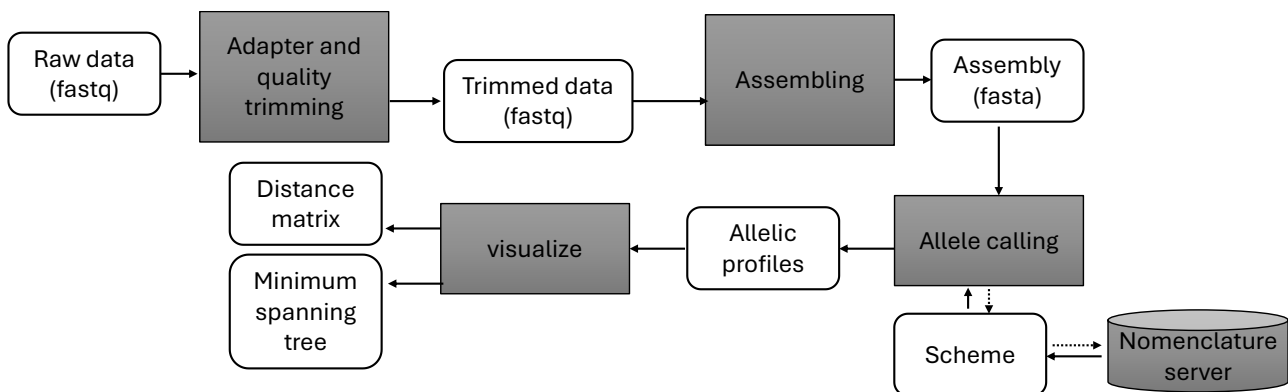 Raw data
(fastq)
Adapter and
quality
trimming
Trimmed data
(fastq)
Assembling
Assembly
(fasta)
Distance
matrix
Minimum
spanning
tree
visualize
Allelic
profiles
Allele calling
Scheme
Nomenclature
server